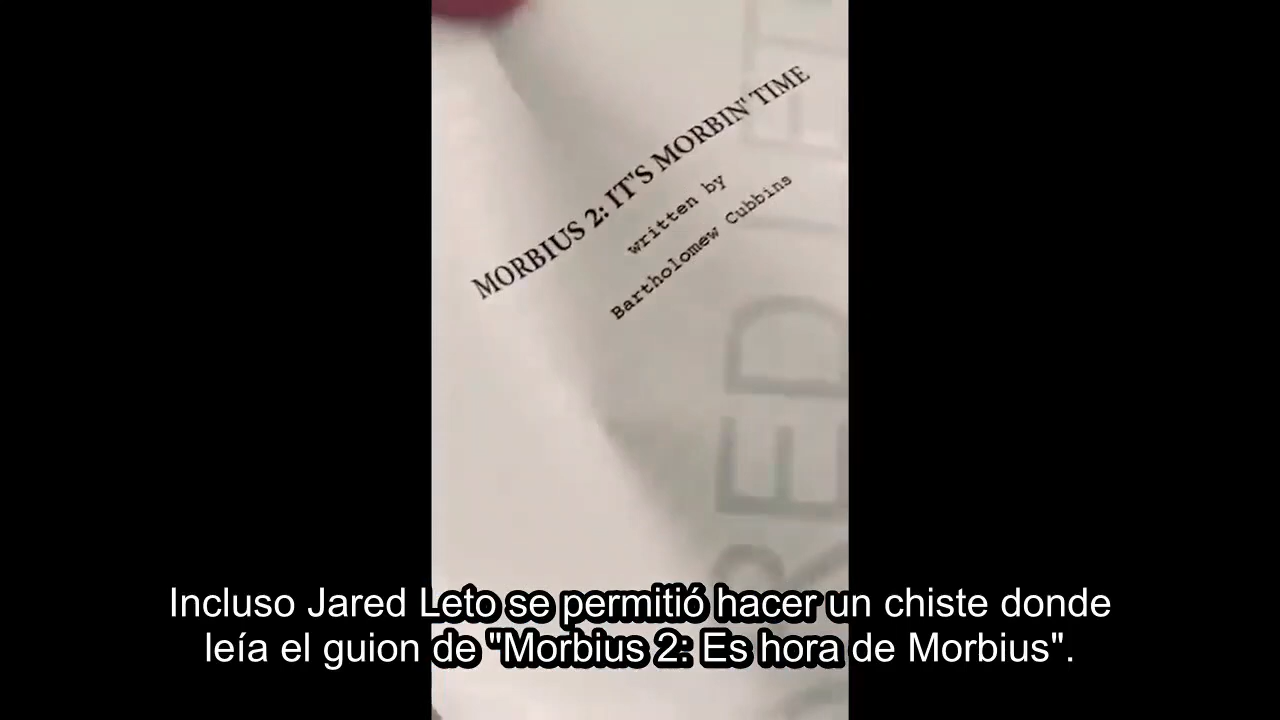 MORBIUS 2: IT'S MORBIN' TIME
written by
Bartholomew Cubbins
Incluso Jared Leto se permitió hacer un chiste donde
leía el guion de "Morbius 2: Es hora de Morbius".